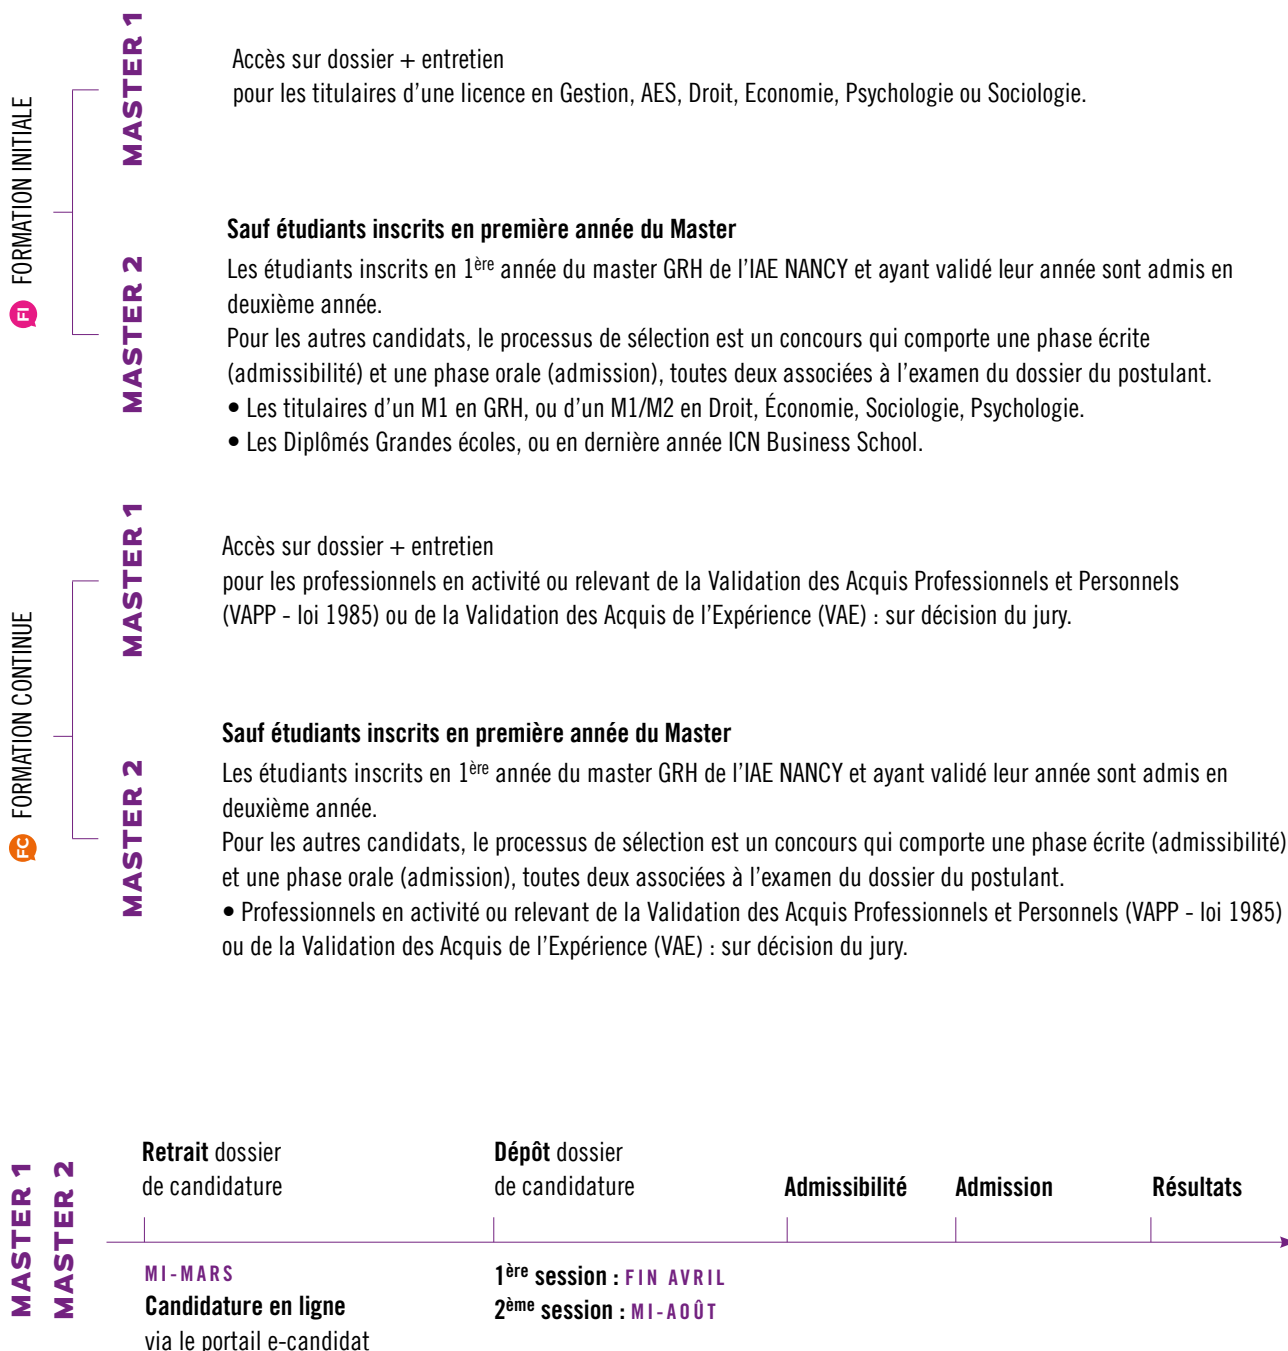 FI FORMATION INITIALE
MASTER 1
Accès sur dossier + entretien
pour les titulaires d'une licence en Gestion, AES, Droit, Economie, Psychologie ou Sociologie.
MASTER 2
Sauf étudiants inscrits en première année du Master
Les étudiants inscrits en 1ère année du master GRH de l'IAE NANCY et ayant validé leur année sont admis en
deuxième année.
Pour les autres candidats, le processus de sélection est un concours qui comporte une phase écrite
(admissibilité) et une phase orale (admission), toutes deux associées à l'examen du dossier du postulant.
• Les titulaires d'un M1 en GRH, ou d'un M1/M2 en Droit, Économie, Sociologie, Psychologie.
• Les Diplômés Grandes écoles, ou en dernière année ICN Business School.
FC FORMATION CONTINUE
MASTER 1
Accès sur dossier + entretien
pour les professionnels en activité ou relevant de la Validation des Acquis Professionnels et Personnels
(VAPP - loi 1985) ou de la Validation des Acquis de l'Expérience (VAE) : sur décision du jury.
MASTER 2
Sauf étudiants inscrits en première année du Master
Les étudiants inscrits en 1ère année du master GRH de l'IAE NANCY et ayant validé leur année sont admis en
deuxième année.
Pour les autres candidats, le processus de sélection est un concours qui comporte une phase écrite (admissibilité)
et une phase orale (admission), toutes deux associées à l'examen du dossier du postulant.
• Professionnels en activité ou relevant de la Validation des Acquis Professionnels et Personnels (VAPP - loi 1985)
ou de la Validation des Acquis de l'Expérience (VAE) : sur décision du jury.
MASTER 1
MASTER 2
Retrait dossier
de candidature
Dépôt dossier
de candidature
Admissibilité
Admission
Résultats
MI-MARS
Candidature en ligne
via le portail e-candidat
1ère session : FIN AVRIL
2ème session : MI-AOÛT